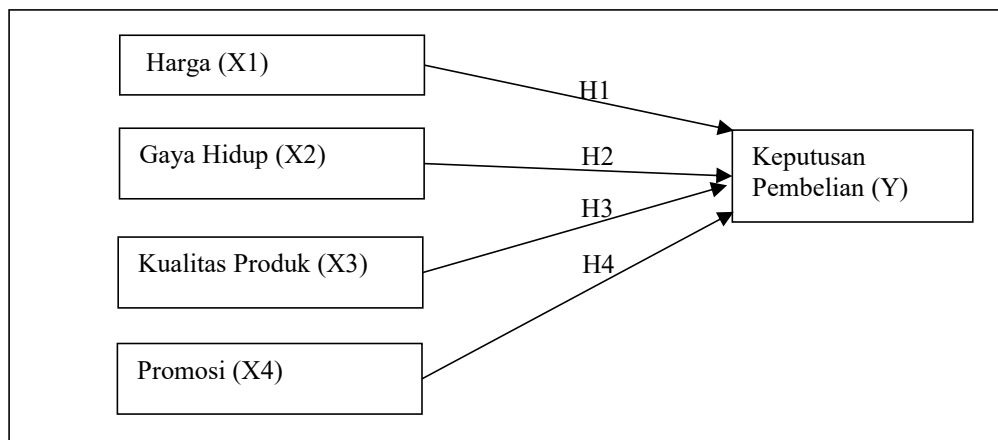 Harga (X1)
H1
Gaya Hidup (X2)
H2
Keputusan
Pembelian (Y)
H3
Kualitas Produk (X3)
H4
Promosi (X4)